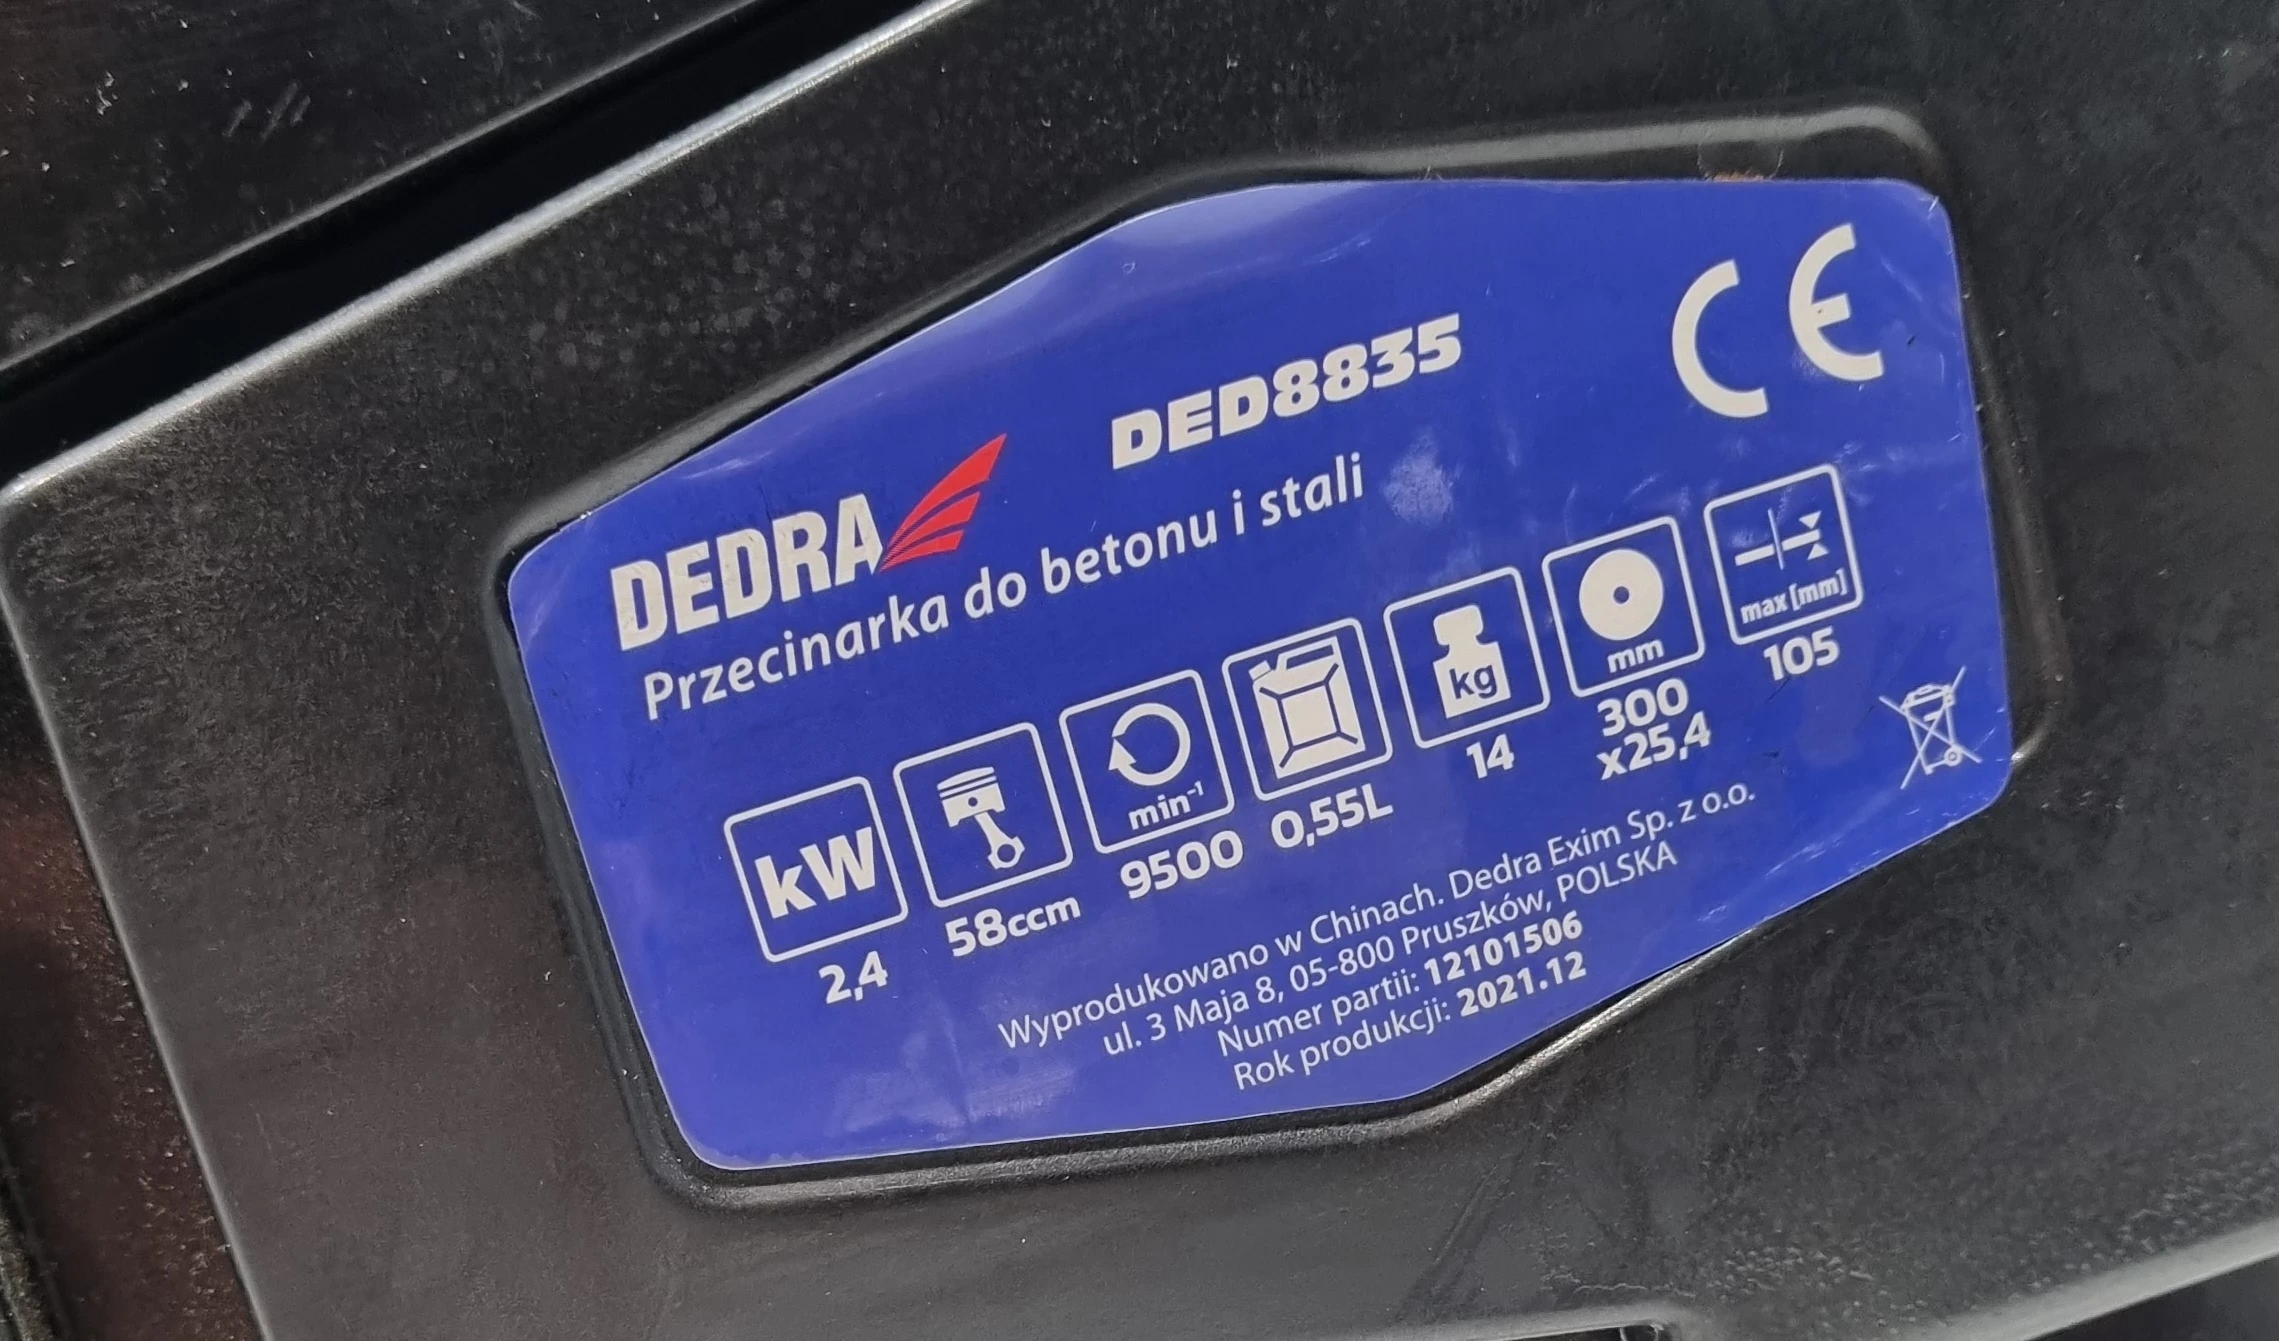 DEDRA DED8835 CE
Przecinarka do betonu i stali
kW min⁻¹ kg mm max [mm]
2,4 58ccm 9500 0,55L 14 300 x25,4 105
Wyprodukowano w Chinach. Dedra Exim Sp. z o.o.
ul. 3 Maja 8, 05-800 Pruszków, POLSKA
Numer partii: 12101506
Rok produkcji: 2021.12